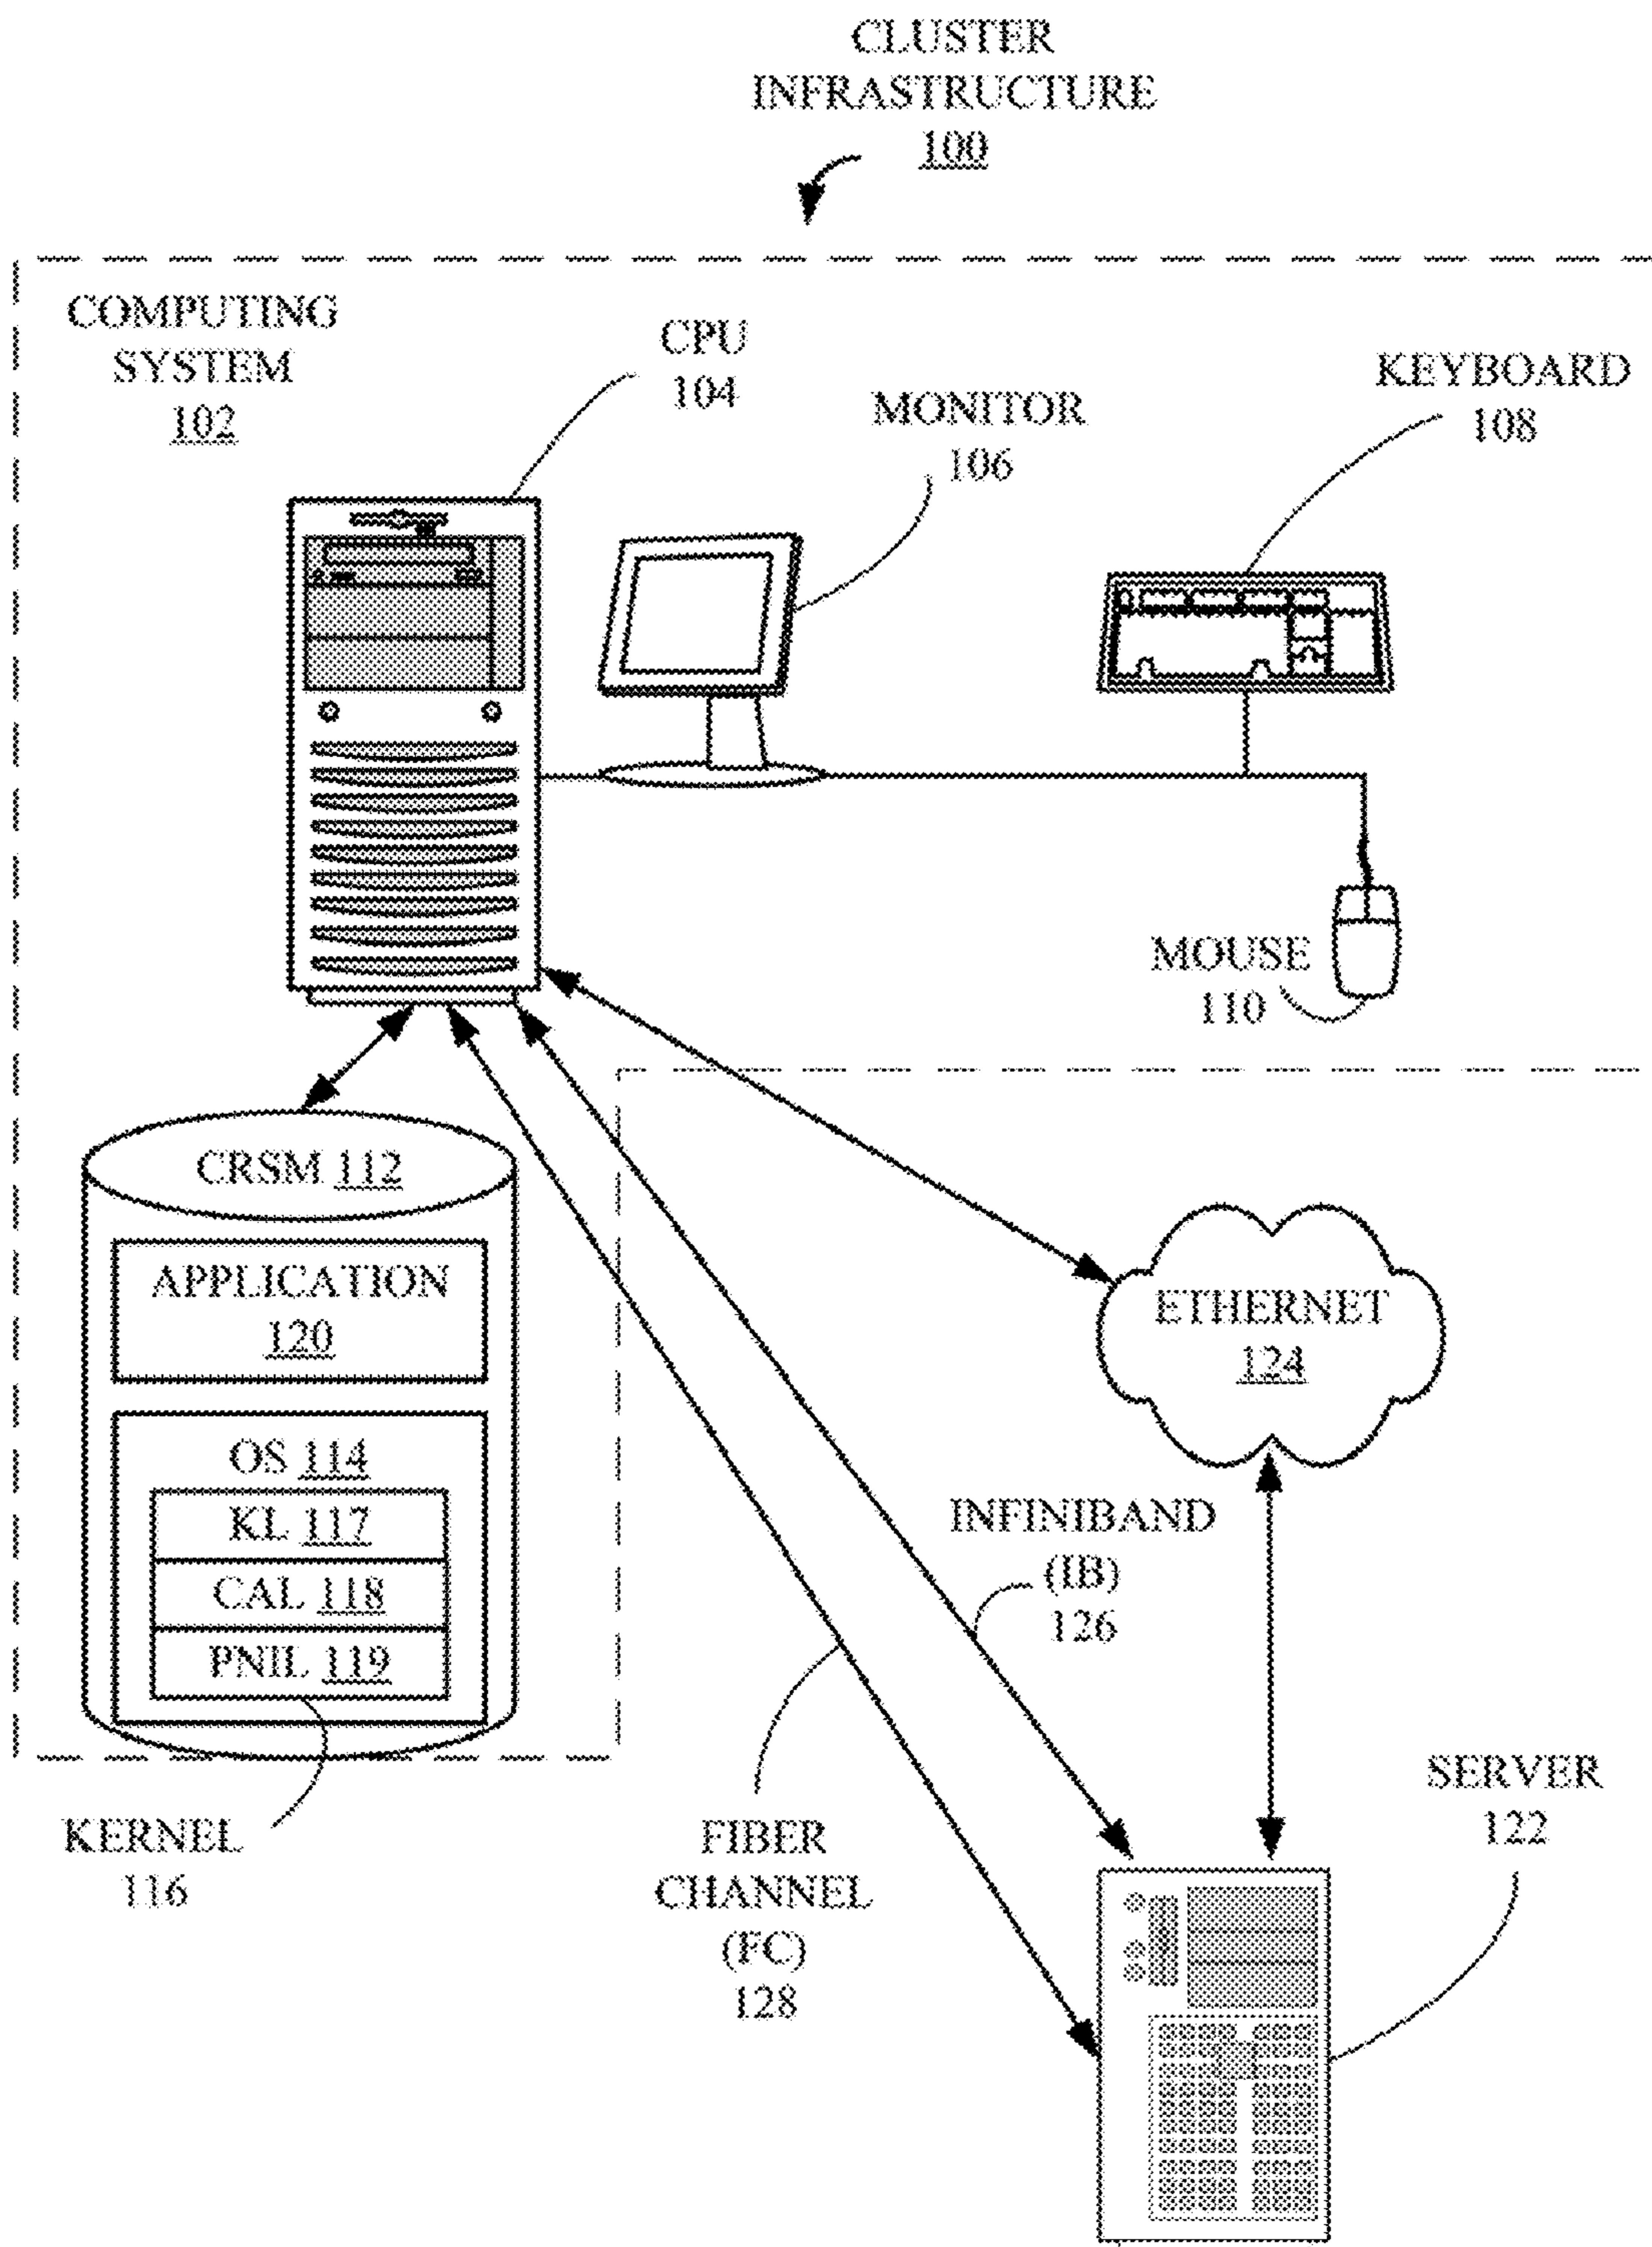 CLUSTER
INFRASTRUCTURE
100
COMPUTING
SYSTEM
102
CPU
104
MONITOR
106
KEYBOARD
108
MOUSE
110
CRSM 112
APPLICATION
120
OS 114
KL 117
CAL 118
PNIL 119
KERNEL
116
ETHERNET
124
INFINIBAND
(IB)
126
FIBER
CHANNEL
(FC)
128
SERVER
122